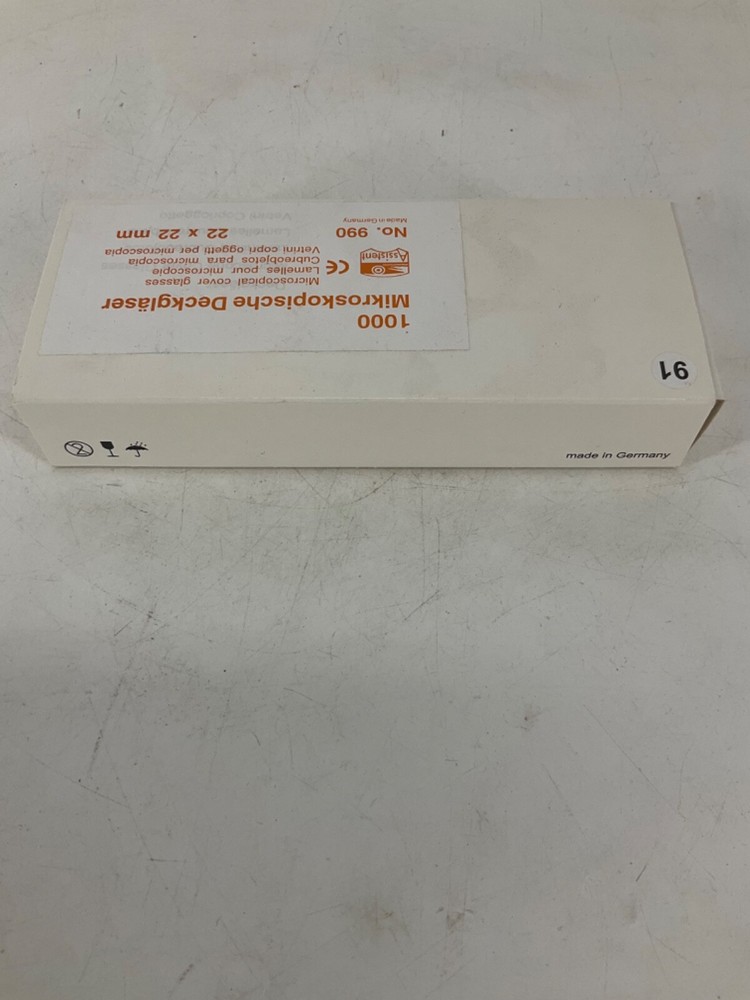 1000
Mikroskopische Deckgläser
Microscopical cover glasses
Lamelles pour microscopie
Cubreobjetos para microscopia
Vetrini copri oggetti per microscopia
Assistent
CE
No. 990 22 x 22 mm
Made in Germany
91
made in Germany